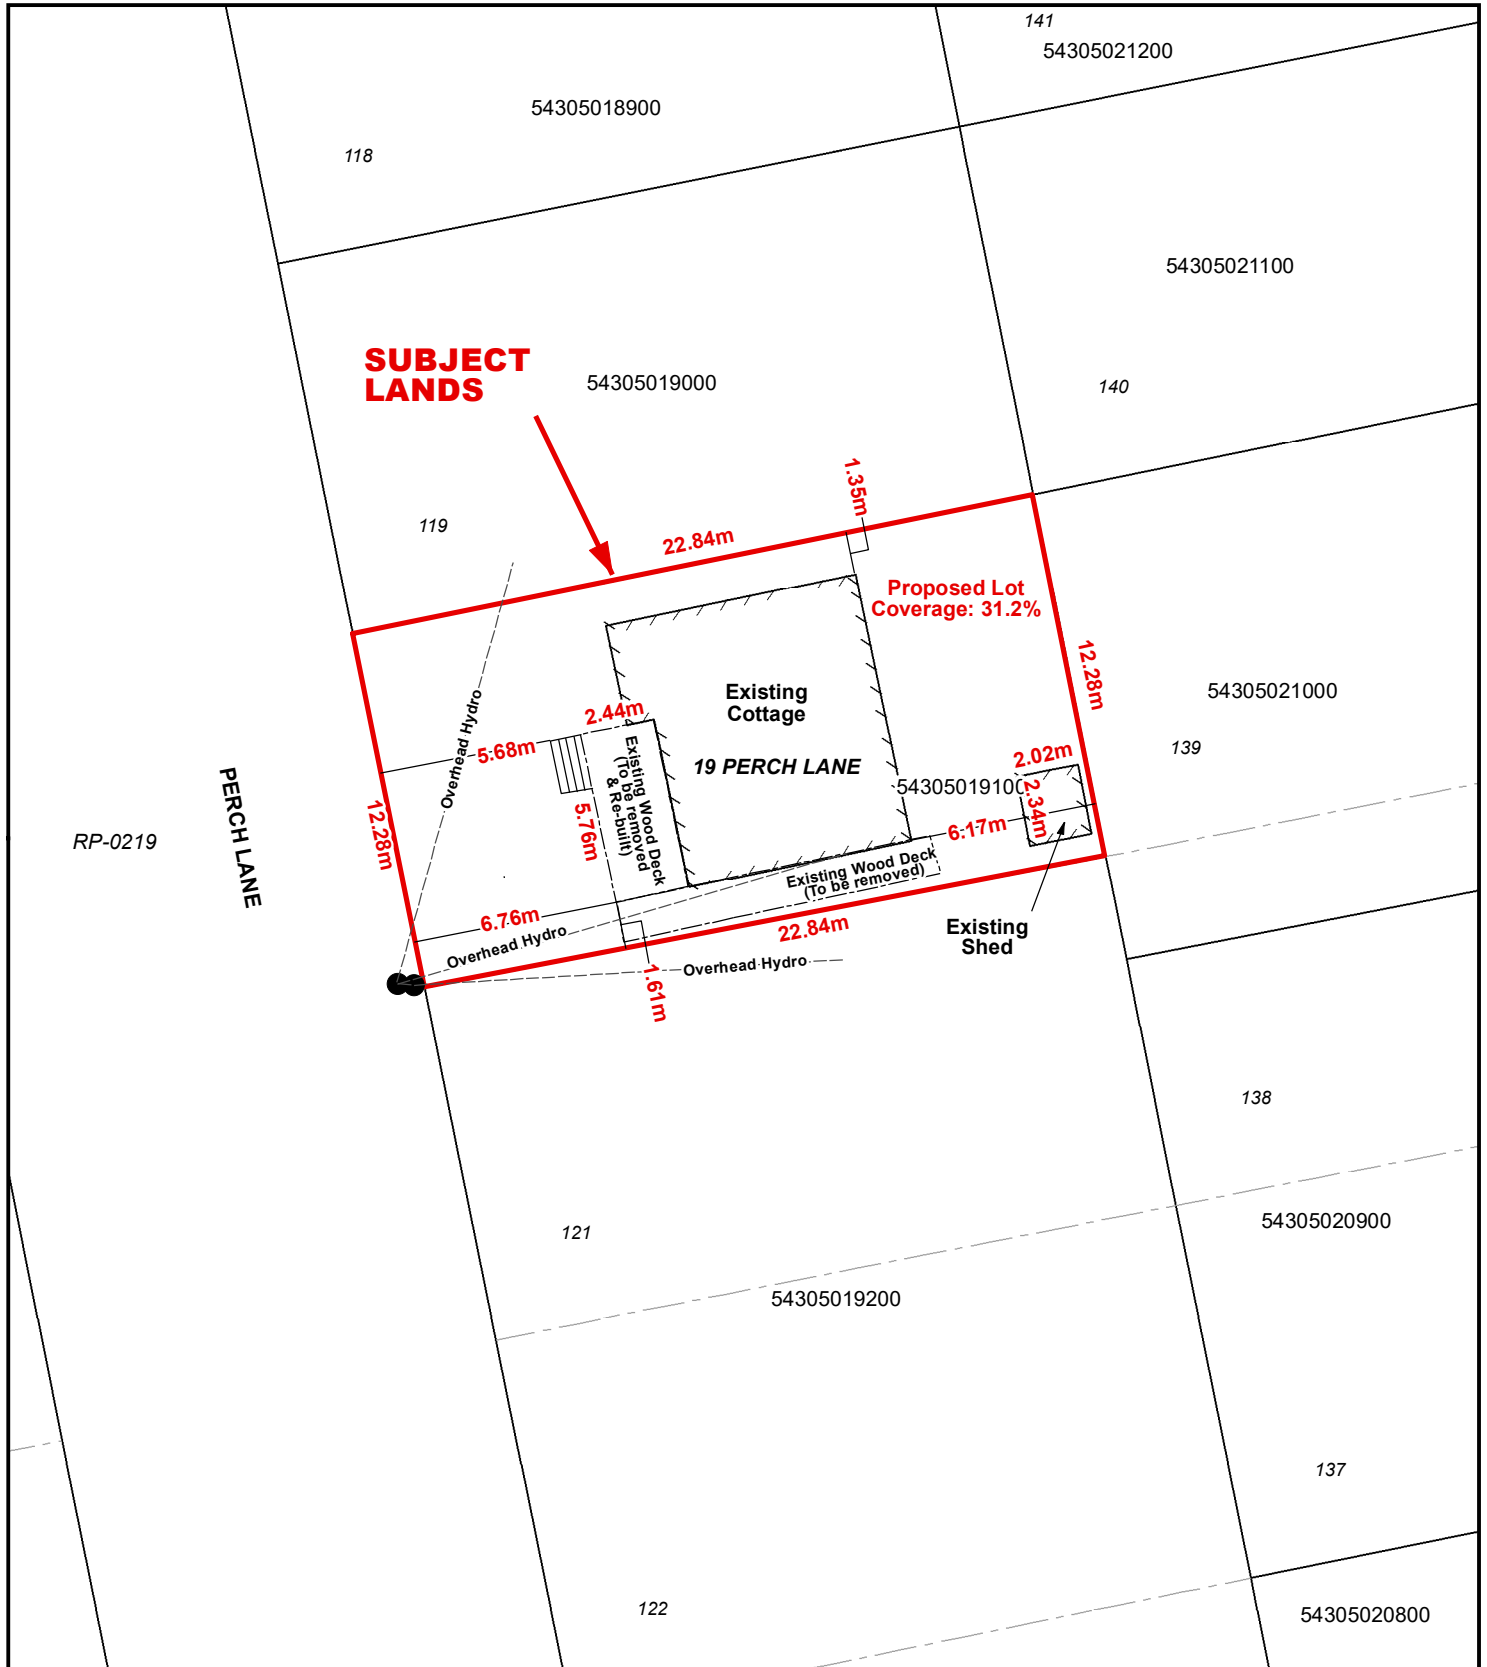 141
54305021200
54305018900
118
54305021100
SUBJECT
LANDS
54305019000
140
1.35m
119
22.84m
Proposed Lot
Coverage: 31.2%
12.28m
Existing
Cottage
54305021000
Overhead Hydro
2.44m
5.68m
139
2.02m
19 PERCH LANE
54305019100
2.34m
Existing Wood Deck
(To be removed
& Re-built)
5.76m
PERCH LANE
RP-0219
12.28m
6.17m
Existing Wood Deck
(To be removed)
6.76m
22.84m
Existing
Shed
Overhead Hydro
Overhead Hydro
1.61m
138
121
54305020900
54305019200
137
122
54305020800